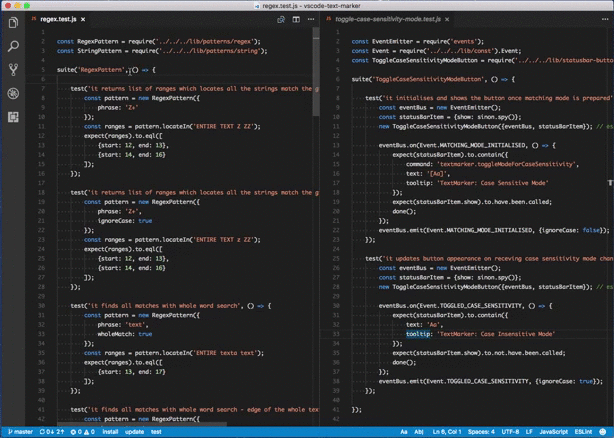 regex.test.js — vscode-text-marker
JS regex.test.js ×
JS toggle-case-sensitivity-mode.test.js ×
1
2 const RegexPattern = require('../../../lib/patterns/regex');
3 const StringPattern = require('../../../lib/patterns/string');
4
5 suite('RegexPattern', () => {
6
7 test('it returns list of ranges which locates all the strings match the g
8 const pattern = new RegexPattern({
9 phrase: 'Z+'
10 });
11 const ranges = pattern.locateIn('ENTIRE TEXT Z ZZ');
12 expect(ranges).to.eql([
13 {start: 12, end: 13},
14 {start: 14, end: 16}
15 ]);
16 });
17
18 test('it returns list of ranges which locates all the strings match the g
19 const pattern = new RegexPattern({
20 phrase: 'Z+',
21 ignoreCase: true
22 });
23 const ranges = pattern.locateIn('ENTIRE TEXT z ZZ');
24 expect(ranges).to.eql([
25 {start: 12, end: 13},
26 {start: 14, end: 16}
27 ]);
28 });
29
30 test('it finds all matches with whole word search', () => {
31 const pattern = new RegexPattern({
32 phrase: 'text',
33 wholeMatch: true
34 });
35 const ranges = pattern.locateIn('ENTIRE texta text');
36 expect(ranges).to.eql([
37 {start: 13, end: 17}
38 ]);
39 });
40
41 test('it finds all matches with whole word search - edge of the whole tex
42 const pattern = new RegexPattern({
1
2 const EventEmitter = require('events');
3 const Event = require('../../lib/const').Event;
4 const ToggleCaseSensitivityModeButton = require('../../lib/statusbar-butto
5
6 suite('ToggleCaseSensitivityModeButton', () => {
7
8 test('it initialises and shows the button once matching mode is prepared'
9 const eventBus = new EventEmitter();
10 const statusBarItem = {show: sinon.spy()};
11 new ToggleCaseSensitivityModeButton({eventBus, statusBarItem}); // es
12
13 eventBus.on(Event.MATCHING_MODE_INITIALISED, () => {
14 expect(statusBarItem).to.contain({
15 command: 'textmarker.toggleModeForCaseSensitivity',
16 text: '[Aa]',
17 tooltip: 'TextMarker: Case Sensitive Mode'
18 });
19 expect(statusBarItem.show).to.have.been.called;
20 done();
21 });
22 eventBus.emit(Event.MATCHING_MODE_INITIALISED, {ignoreCase: false});
23 });
24
25 test('it updates button appearance on receving case sensitivity mode chan
26 const eventBus = new EventEmitter();
27 const statusBarItem = {show: sinon.spy()};
28 new ToggleCaseSensitivityModeButton({eventBus, statusBarItem}); // es
29
30 eventBus.on(Event.TOGGLED_CASE_SENSITIVITY, () => {
31 expect(statusBarItem).to.contain({
32 text: 'Aa',
33 tooltip: 'TextMarker: Case Insensitive Mode'
34 });
35 expect(statusBarItem.show).to.not.have.been.called;
36 done();
37 });
38 eventBus.emit(Event.TOGGLED_CASE_SENSITIVITY, {ignoreCase: true});
39 });
40
41 });
42
master 0↓ 2↑ 0 0 install update test Aa Ab| Ln 6, Col 1 Spaces: 4 UTF-8 LF JavaScript ESLint